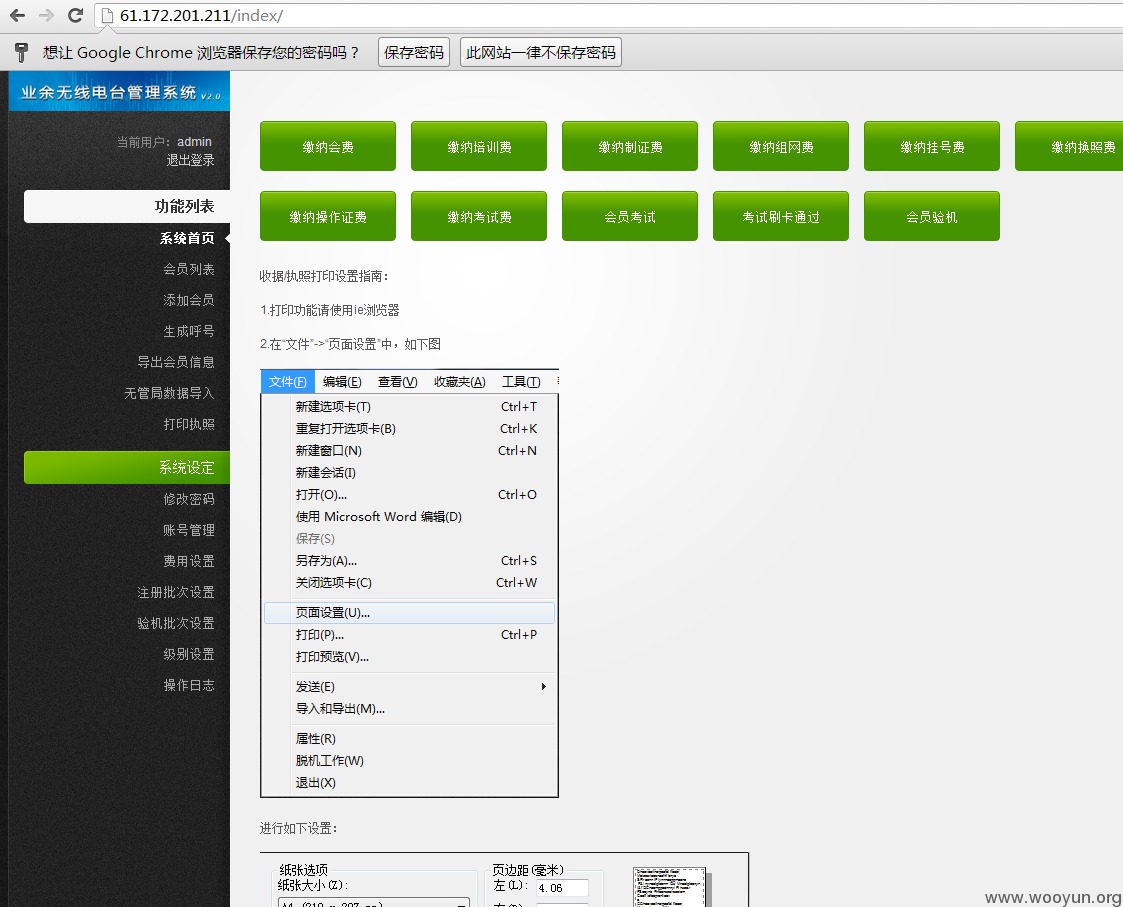 61.172.201.211/index/
想让 Google Chrome 浏览器保存您的密码吗？ 保存密码 此网站一律不保存密码
业余无线电台管理系统 v2.0
当前用户： admin
退出登录
功能列表
系统首页
会员列表
添加会员
生成呼号
导出会员信息
无管局数据导入
打印执照
系统设定
修改密码
账号管理
费用设置
注册批次设置
验机批次设置
级别设置
操作日志
缴纳会费 缴纳培训费 缴纳制证费 缴纳组网费 缴纳挂号费 缴纳换照费
缴纳操作证费 缴纳考试费 会员考试 考试刷卡通过 会员验机
收据/执照打印设置指南：
1.打印功能请使用ie浏览器
2.在“文件”->“页面设置”中，如下图
文件(F) 编辑(E) 查看(V) 收藏夹(A) 工具(T)
新建选项卡(T) Ctrl+T
重复打开选项卡(B) Ctrl+K
新建窗口(N) Ctrl+N
新建会话(I)
打开(O)... Ctrl+O
使用 Microsoft Word 编辑(D)
保存(S)
另存为(A)... Ctrl+S
关闭选项卡(C) Ctrl+W
页面设置(U)...
打印(P)... Ctrl+P
打印预览(V)...
发送(E)
导入和导出(M)...
属性(R)
脱机工作(W)
退出(X)
进行如下设置：
纸张选项
纸张大小(Z):
A4 (210 x 297 mm)
页边距(毫米)
左(L): 4.06
www.wooyun.org